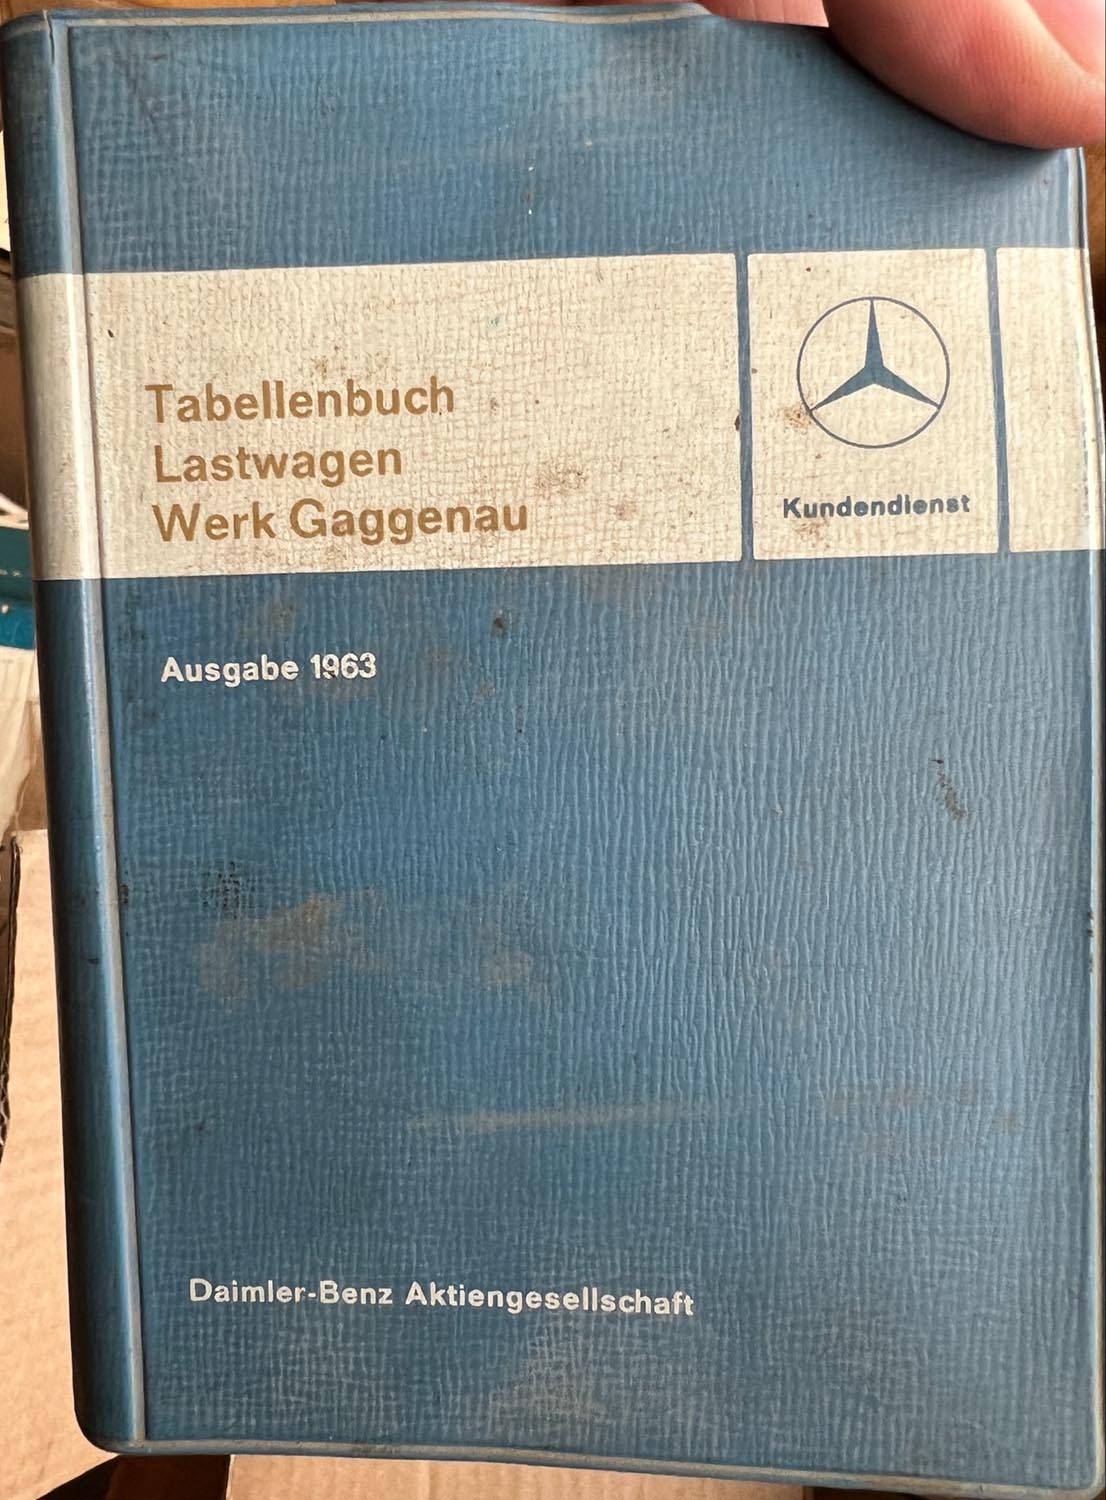 Tabellenbuch
Lastwagen
Werk Gaggenau
Kundendienst
Ausgabe 1963
Daimler-Benz Aktiengesellschaft